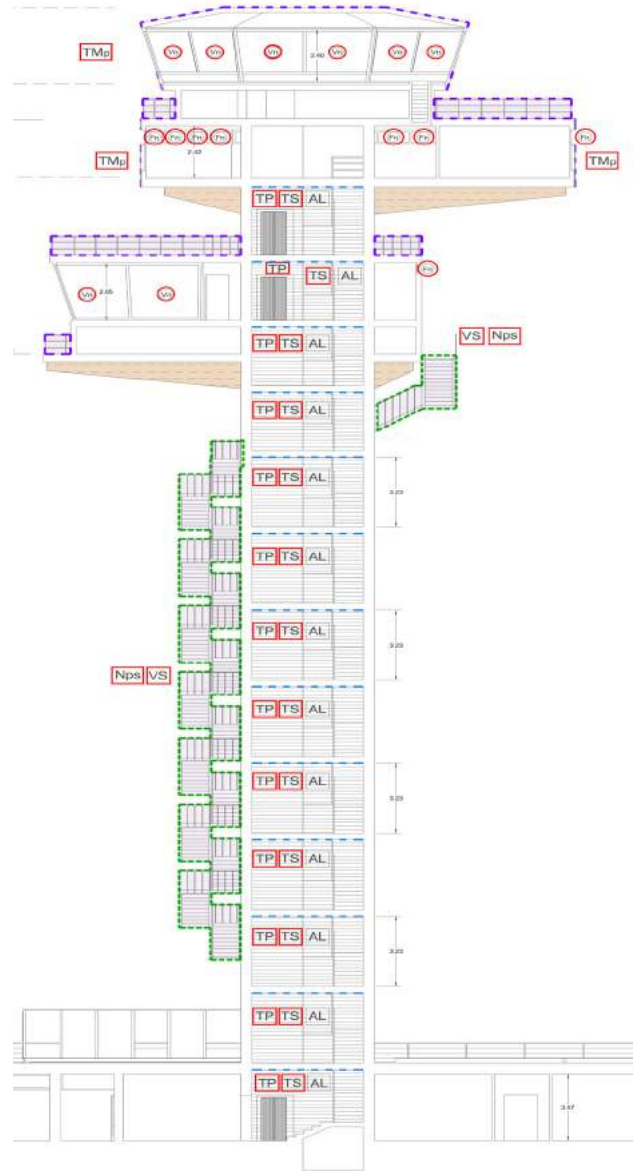 TMp Vn Vn Vn Vn Vn Vn
2.40
Fn Fn Fn Fn Fn Fn Fn
2.43
TMp TMp
TP TS AL
TP TS AL Fn
Vn Vn
VS Nps
TP TS AL
TP TS AL
TP TS AL
3.23
TP TS AL
TP TS AL
3.23
Nps VS
TP TS AL
TP TS AL
3.23
TP TS AL
TP TS AL
3.23
TP TS AL
TP TS AL
3.47